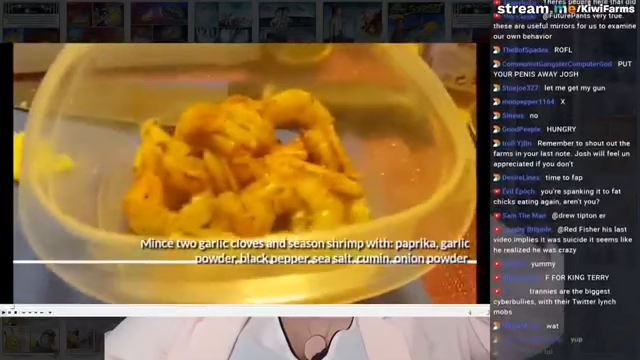 stream.me/KiwiFarms
@FuturePants very true.
these are useful mirrors for us to examine
our own behavior
TheBofSpades ROFL
CommunistGangsterComputerGod PUT
YOUR PENIS AWAY JOSH
let me get my gun
X
no
GoodPeeple HUNGRY
Remember to shout out the
farms in your last note. Josh will feel un
appreciated if you don't
DesireLines: time to fap
Evil Epoch: you're spanking it to fat
chicks eating again, aren't you?
Sam The Man: @drew tipton er
@Red Fisher his last
video implies it was suicide it seems like
he realized he was crazy
yummy
F FOR KING TERRY
trannies are the biggest
cyberbullies, with their Twitter lynch
mobs
wat
yup
Mince two garlic cloves and season shrimp with: paprika, garlic
powder, black pepper, sea salt, cumin, onion powder